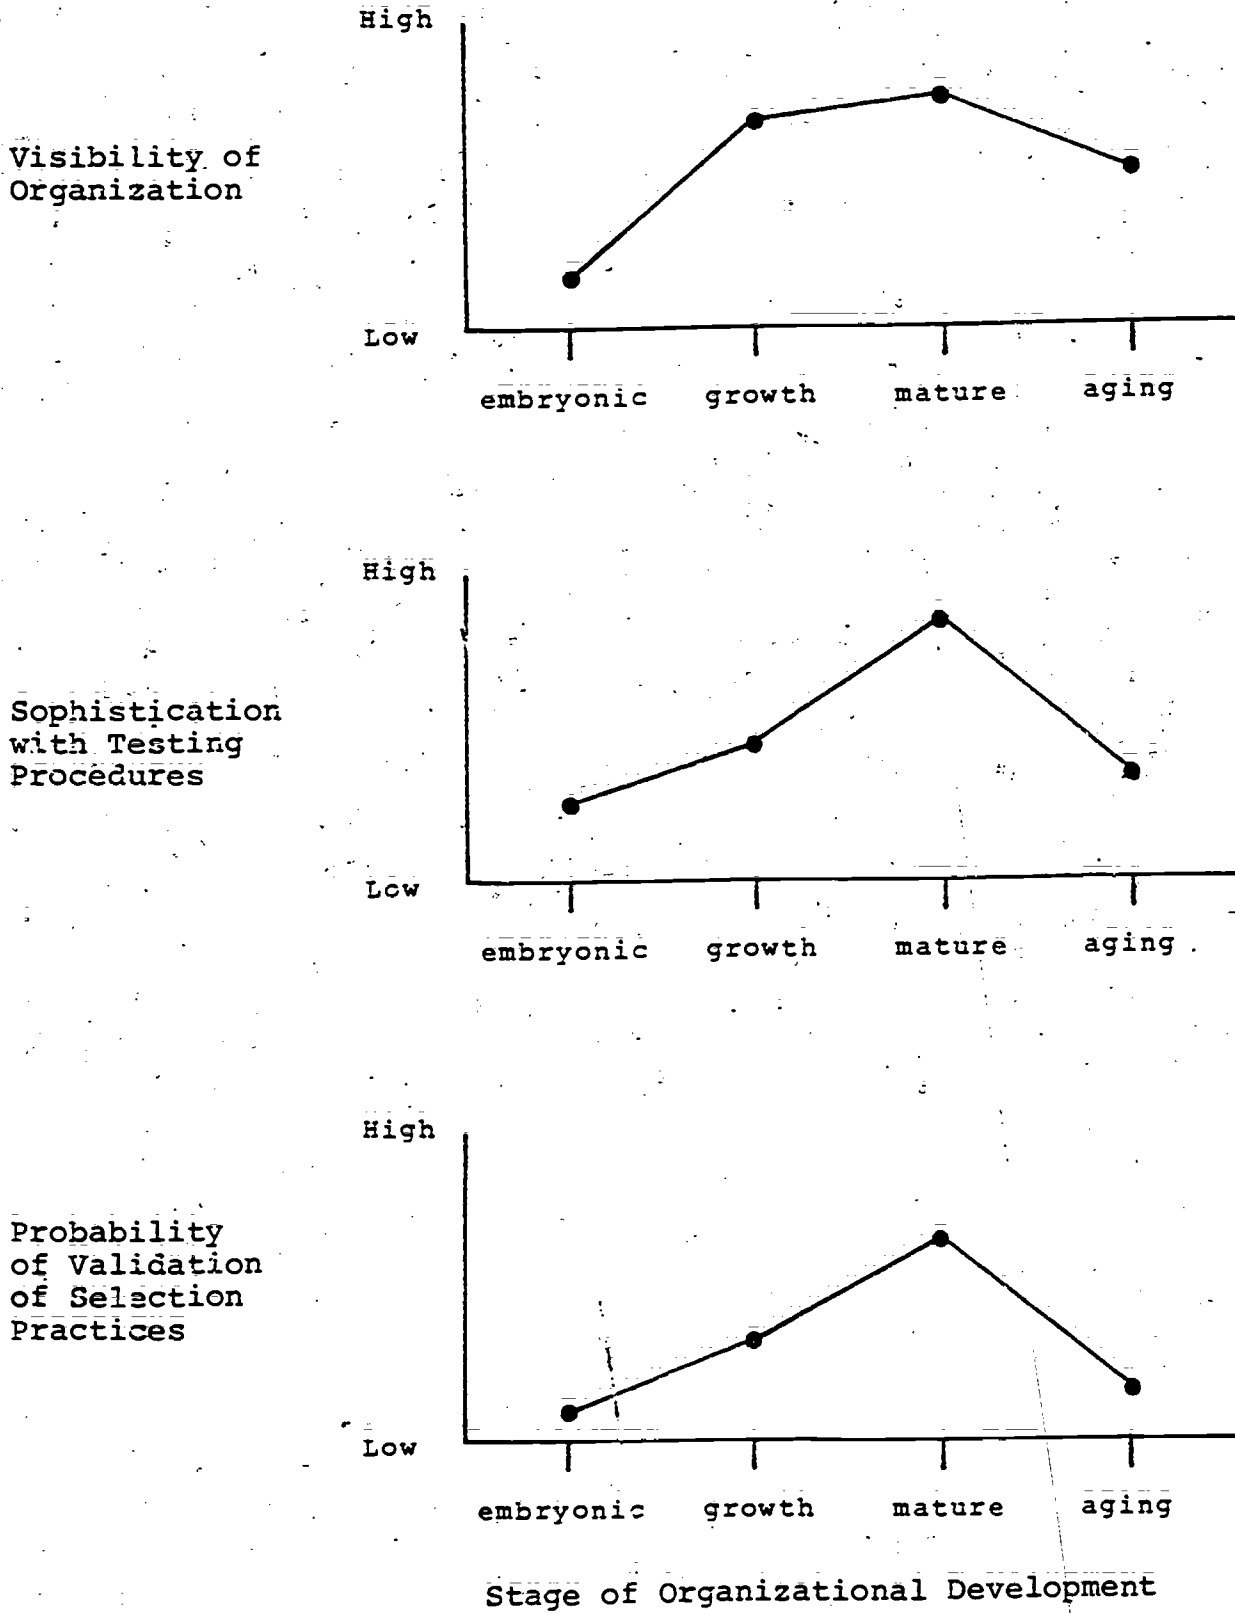 High
Visibility of
Organization
Low
embryonic growth mature aging
High
Sophistication
with Testing
Procedures
Low
embryonic growth mature aging
High
Probability
of Validation
of Selection
Practices
Low
embryonic growth mature aging
Stage of Organizational Development